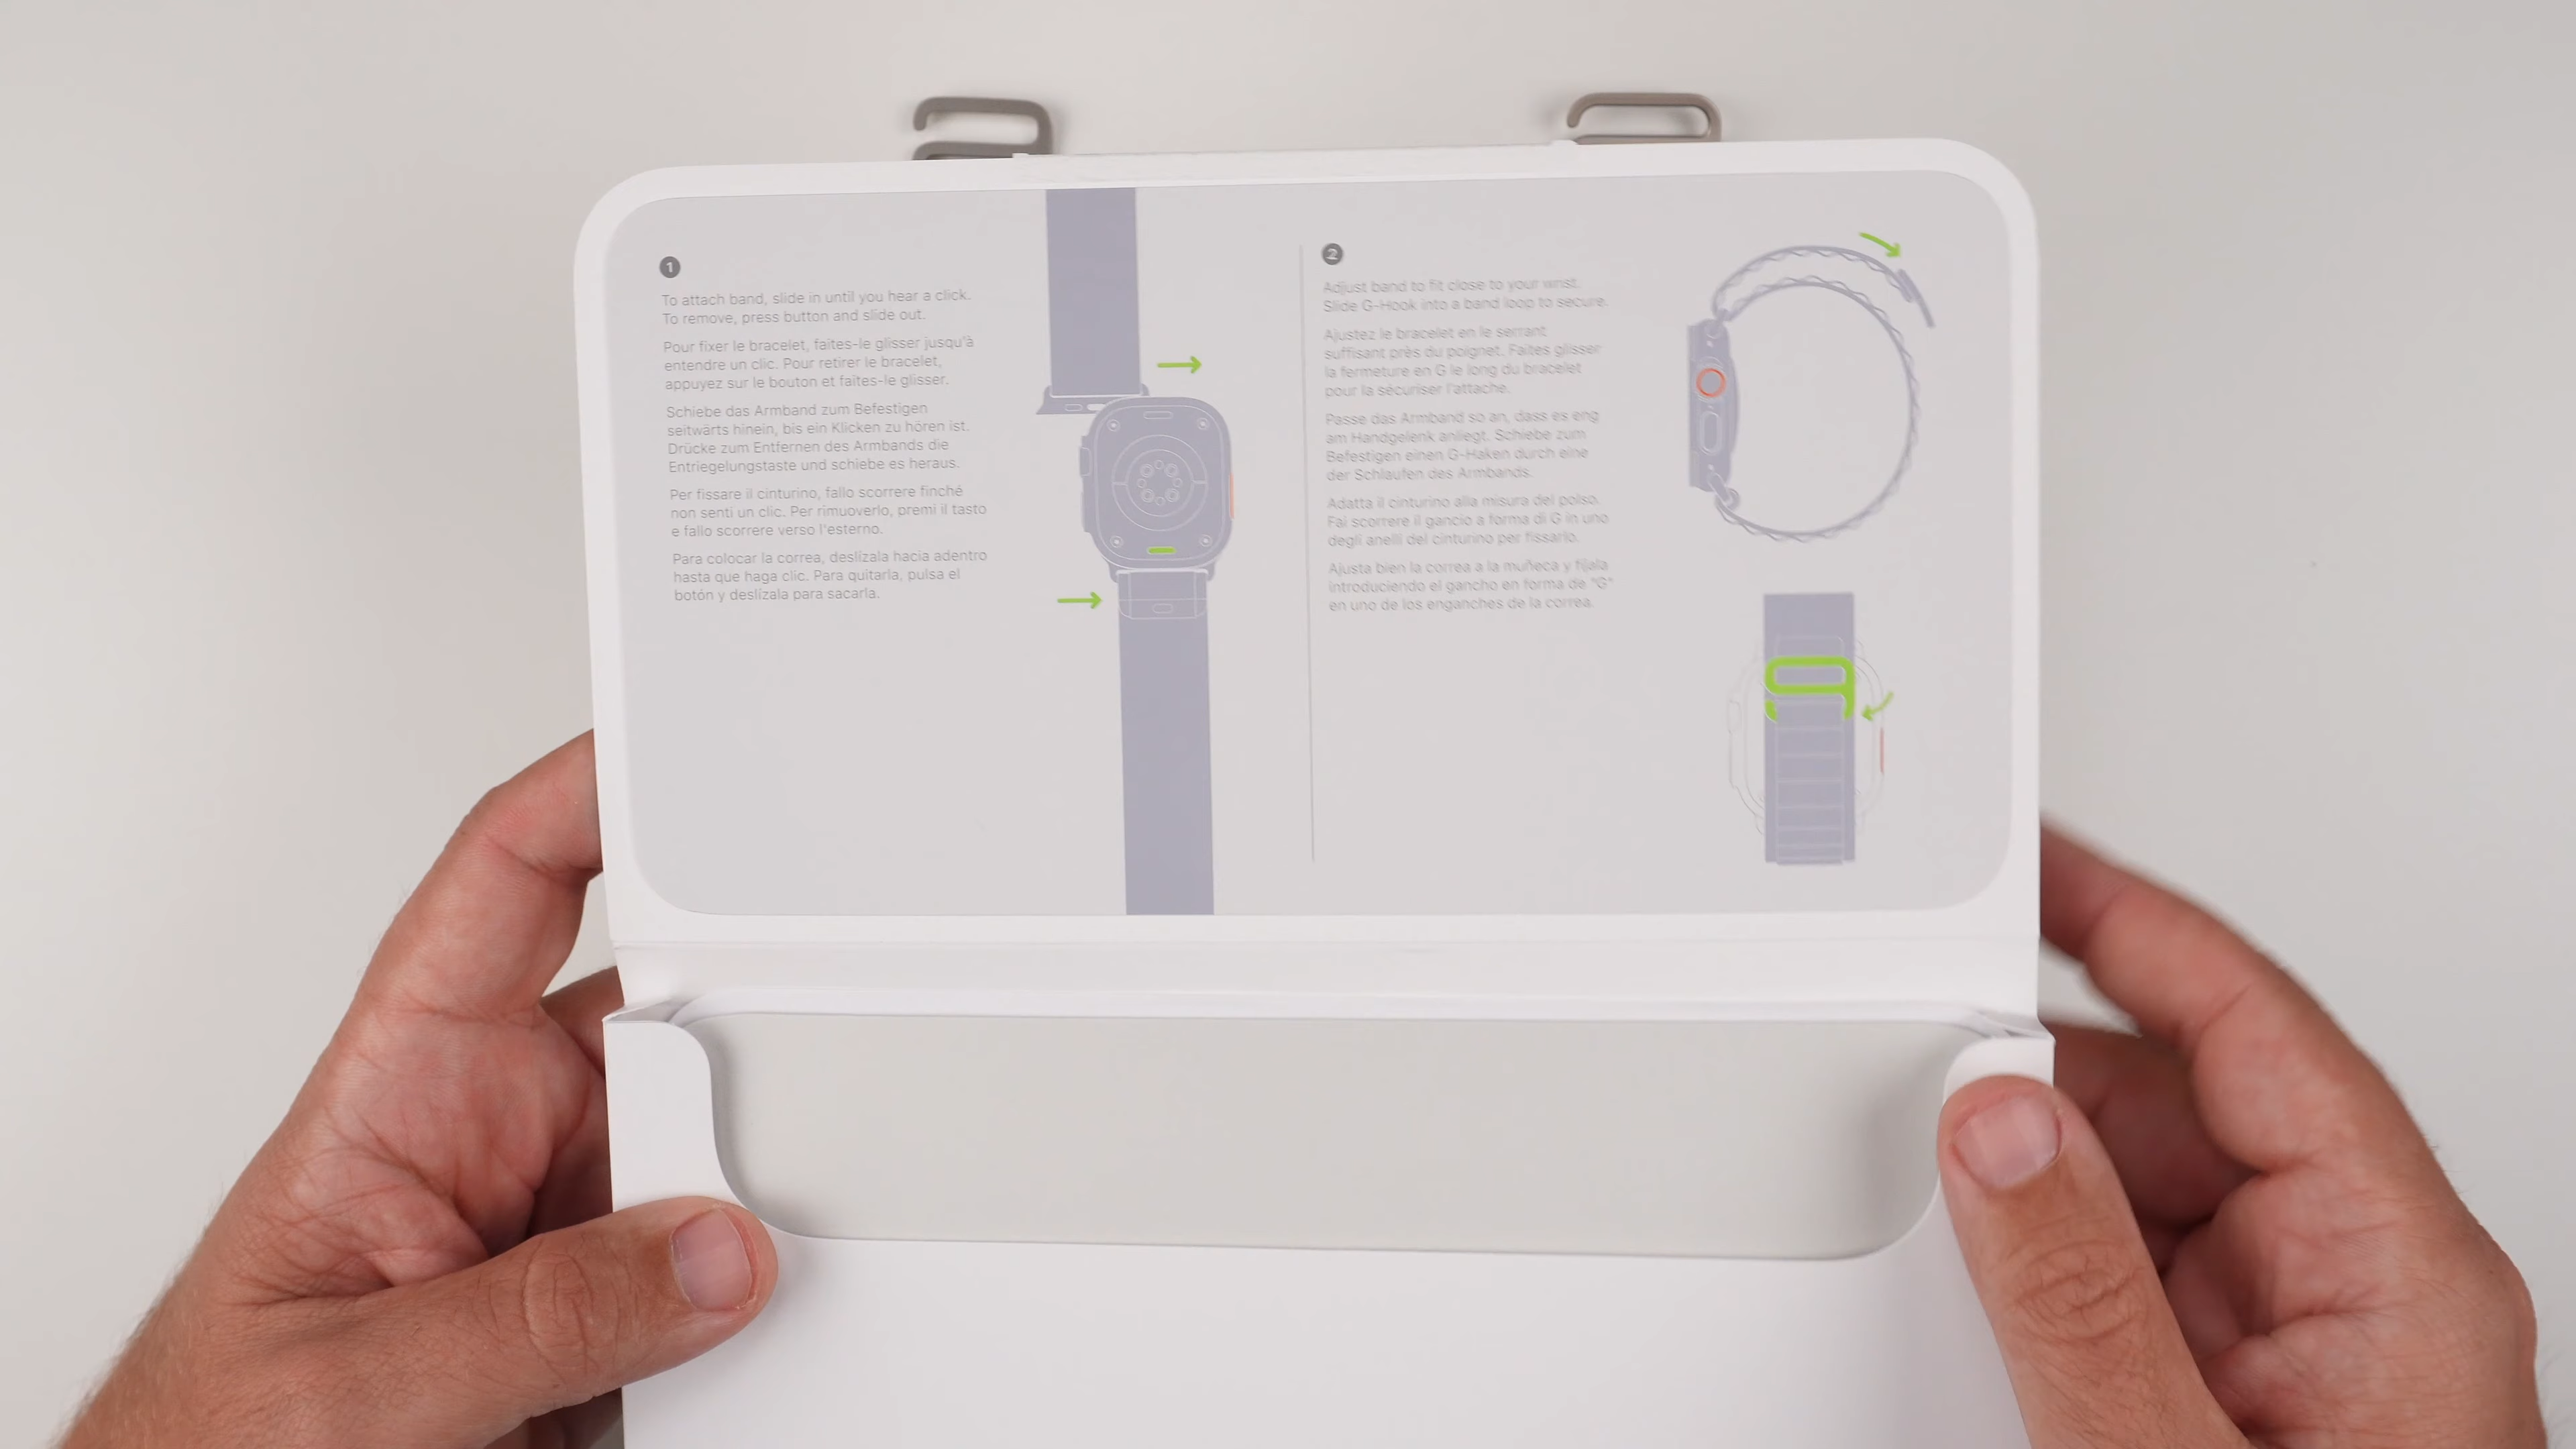 1
To attach band, slide in until you hear a click.
To remove, press button and slide out.
Pour fixer le bracelet, faites-le glisser jusqu'à
entendre un clic. Pour retirer le bracelet,
appuyez sur le bouton et faites-le glisser.
Schiebe das Armband zum Befestigen
seitwärts hinein, bis ein Klicken zu hören ist.
Drücke zum Entfernen des Armbands die
Entriegelungstaste und schiebe es heraus.
Per fissare il cinturino, fallo scorrere finché
non senti un clic. Per rimuoverlo, premi il tasto
e fallo scorrere verso l'esterno.
Para colocar la correa, deslízala hacia adentro
hasta que haga clic. Para quitarla, pulsa el
botón y deslízala para sacarla.
2
Adjust band to fit close to your wrist.
Slide G-Hook into a band loop to secure.
Ajustez le bracelet en le serrant
suffisant près du poignet. Faites glisser
la fermeture en G le long du bracelet
pour la sécuriser l'attache.
Passe das Armband so an, dass es eng
am Handgelenk anliegt. Schiebe zum
Befestigen einen G-Haken durch eine
der Schlaufen des Armbands.
Adatta il cinturino alla misura del polso.
Fai scorrere il gancio a forma di G in uno
degli anelli del cinturino per fissarlo.
Ajusta bien la correa a la muñeca y fíjala
introduciendo el gancho en forma de "G"
en uno de los enganches de la correa.